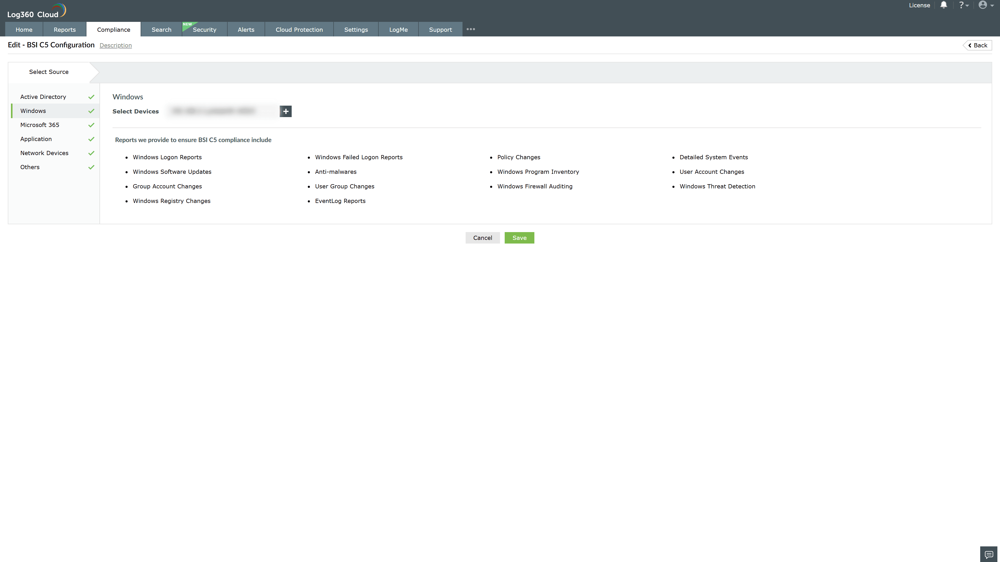 License
Log360 Cloud
Home Reports Compliance Search NEW Security Alerts Cloud Protection Settings LogMe Support
Edit - BSI C5 Configuration Description Back
Select Source
Active Directory
Windows
Microsoft 365
Application
Network Devices
Others
Windows
Select Devices
Reports we provide to ensure BSI C5 compliance include
Windows Logon Reports Windows Failed Logon Reports Policy Changes Detailed System Events
Windows Software Updates Anti-malwares Windows Program Inventory User Account Changes
Group Account Changes User Group Changes Windows Firewall Auditing Windows Threat Detection
Windows Registry Changes EventLog Reports
Cancel Save